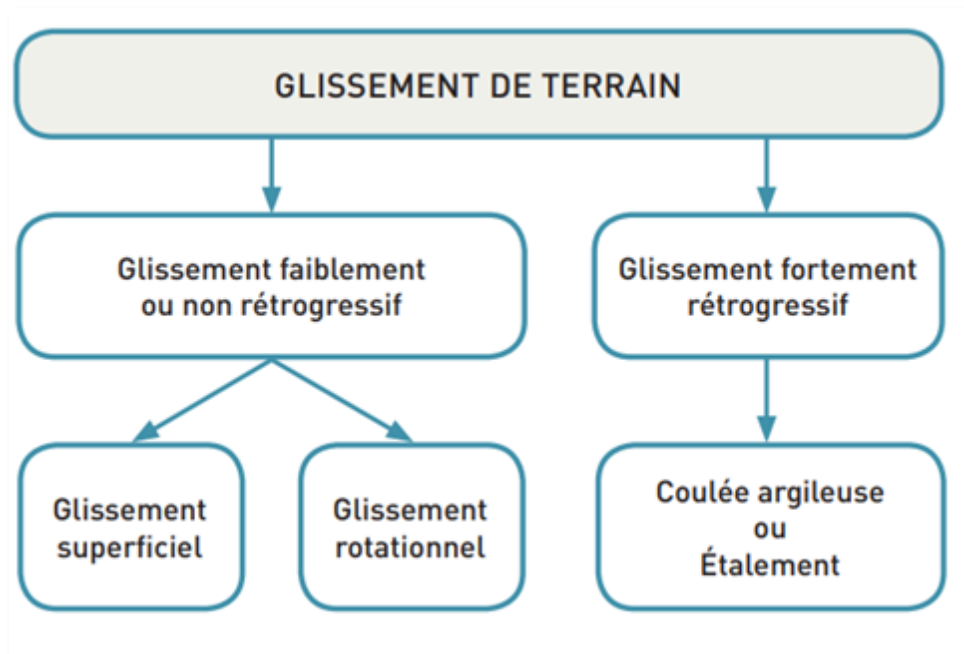 GLISSEMENT DE TERRAIN
Glissement faiblement
ou non rétrogressif
Glissement fortement
rétrogressif
Glissement
superficiel
Glissement
rotationnel
Coulée argileuse
ou
Étalement